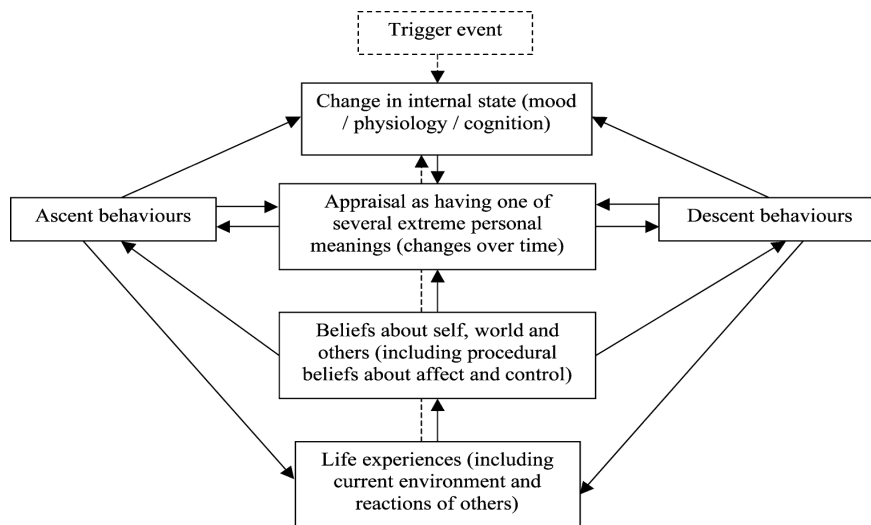 Trigger event
Change in internal state (mood
/ physiology / cognition)
Ascent behaviours
Appraisal as having one of
several extreme personal
meanings (changes over time)
Descent behaviours
Beliefs about self, world and
others (including procedural
beliefs about affect and control)
Life experiences (including
current environment and
reactions of others)